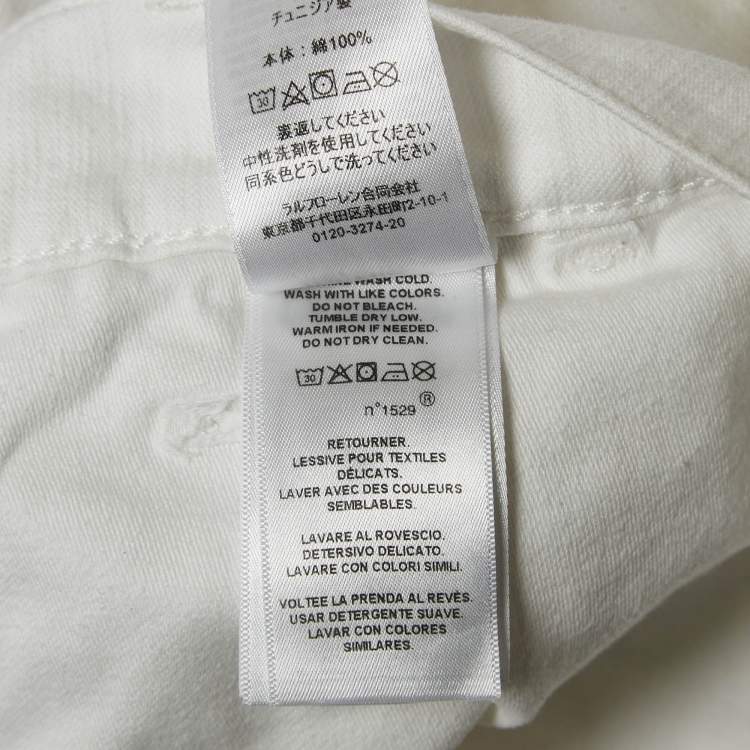 チュニジア製
本体：綿100%
30
裏返してください
中性洗剤を使用してください
同系色どうしで洗ってください
ラルフローレン合同会社
東京都千代田区永田町2-10-1
0120-3274-20
WASH COLD.
WASH WITH LIKE COLORS.
DO NOT BLEACH.
TUMBLE DRY LOW.
WARM IRON IF NEEDED.
DO NOT DRY CLEAN.
30
n°1529 ®
RETOURNER.
LESSIVE POUR TEXTILES
DÉLICATS.
LAVER AVEC DES COULEURS
SEMBLABLES.
LAVARE AL ROVESCIO.
DETERSIVO DELICATO.
LAVARE CON COLORI SIMILI.
VOLTEE LA PRENDA AL REVÉS.
USAR DETERGENTE SUAVE.
LAVAR CON COLORES
SIMILARES.